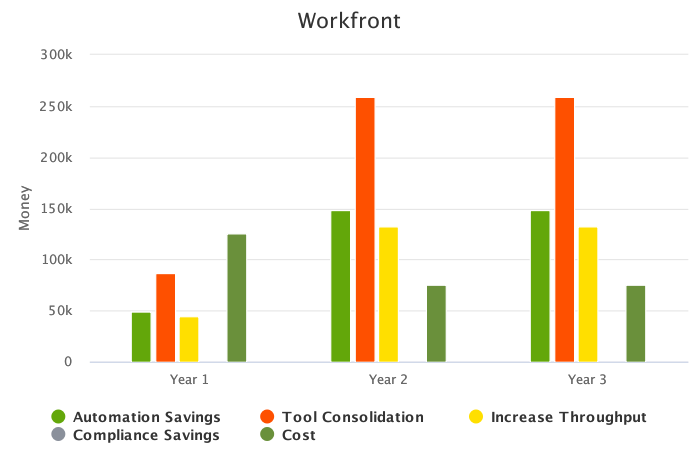 Workfront
300k
250k
200k
150k
100k
50k
0
Money
Year 1 Year 2 Year 3
Automation Savings Tool Consolidation Increase Throughput
Compliance Savings Cost